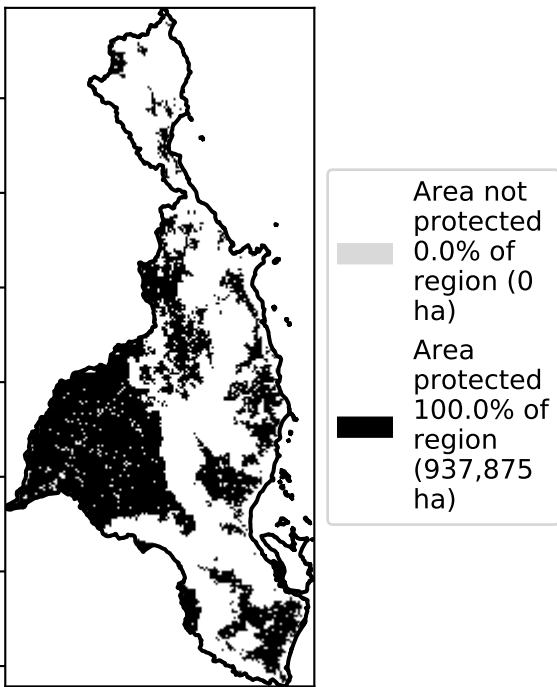 Area not
protected
0.0% of
region (0
ha)
Area
protected
100.0% of
region
(937,875
ha)